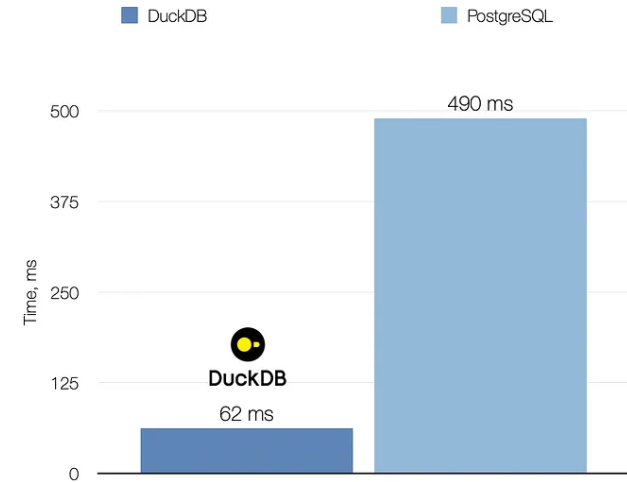 DuckDB PostgreSQL
490 ms
500
375
250
Time, ms
DuckDB
125
62 ms
0